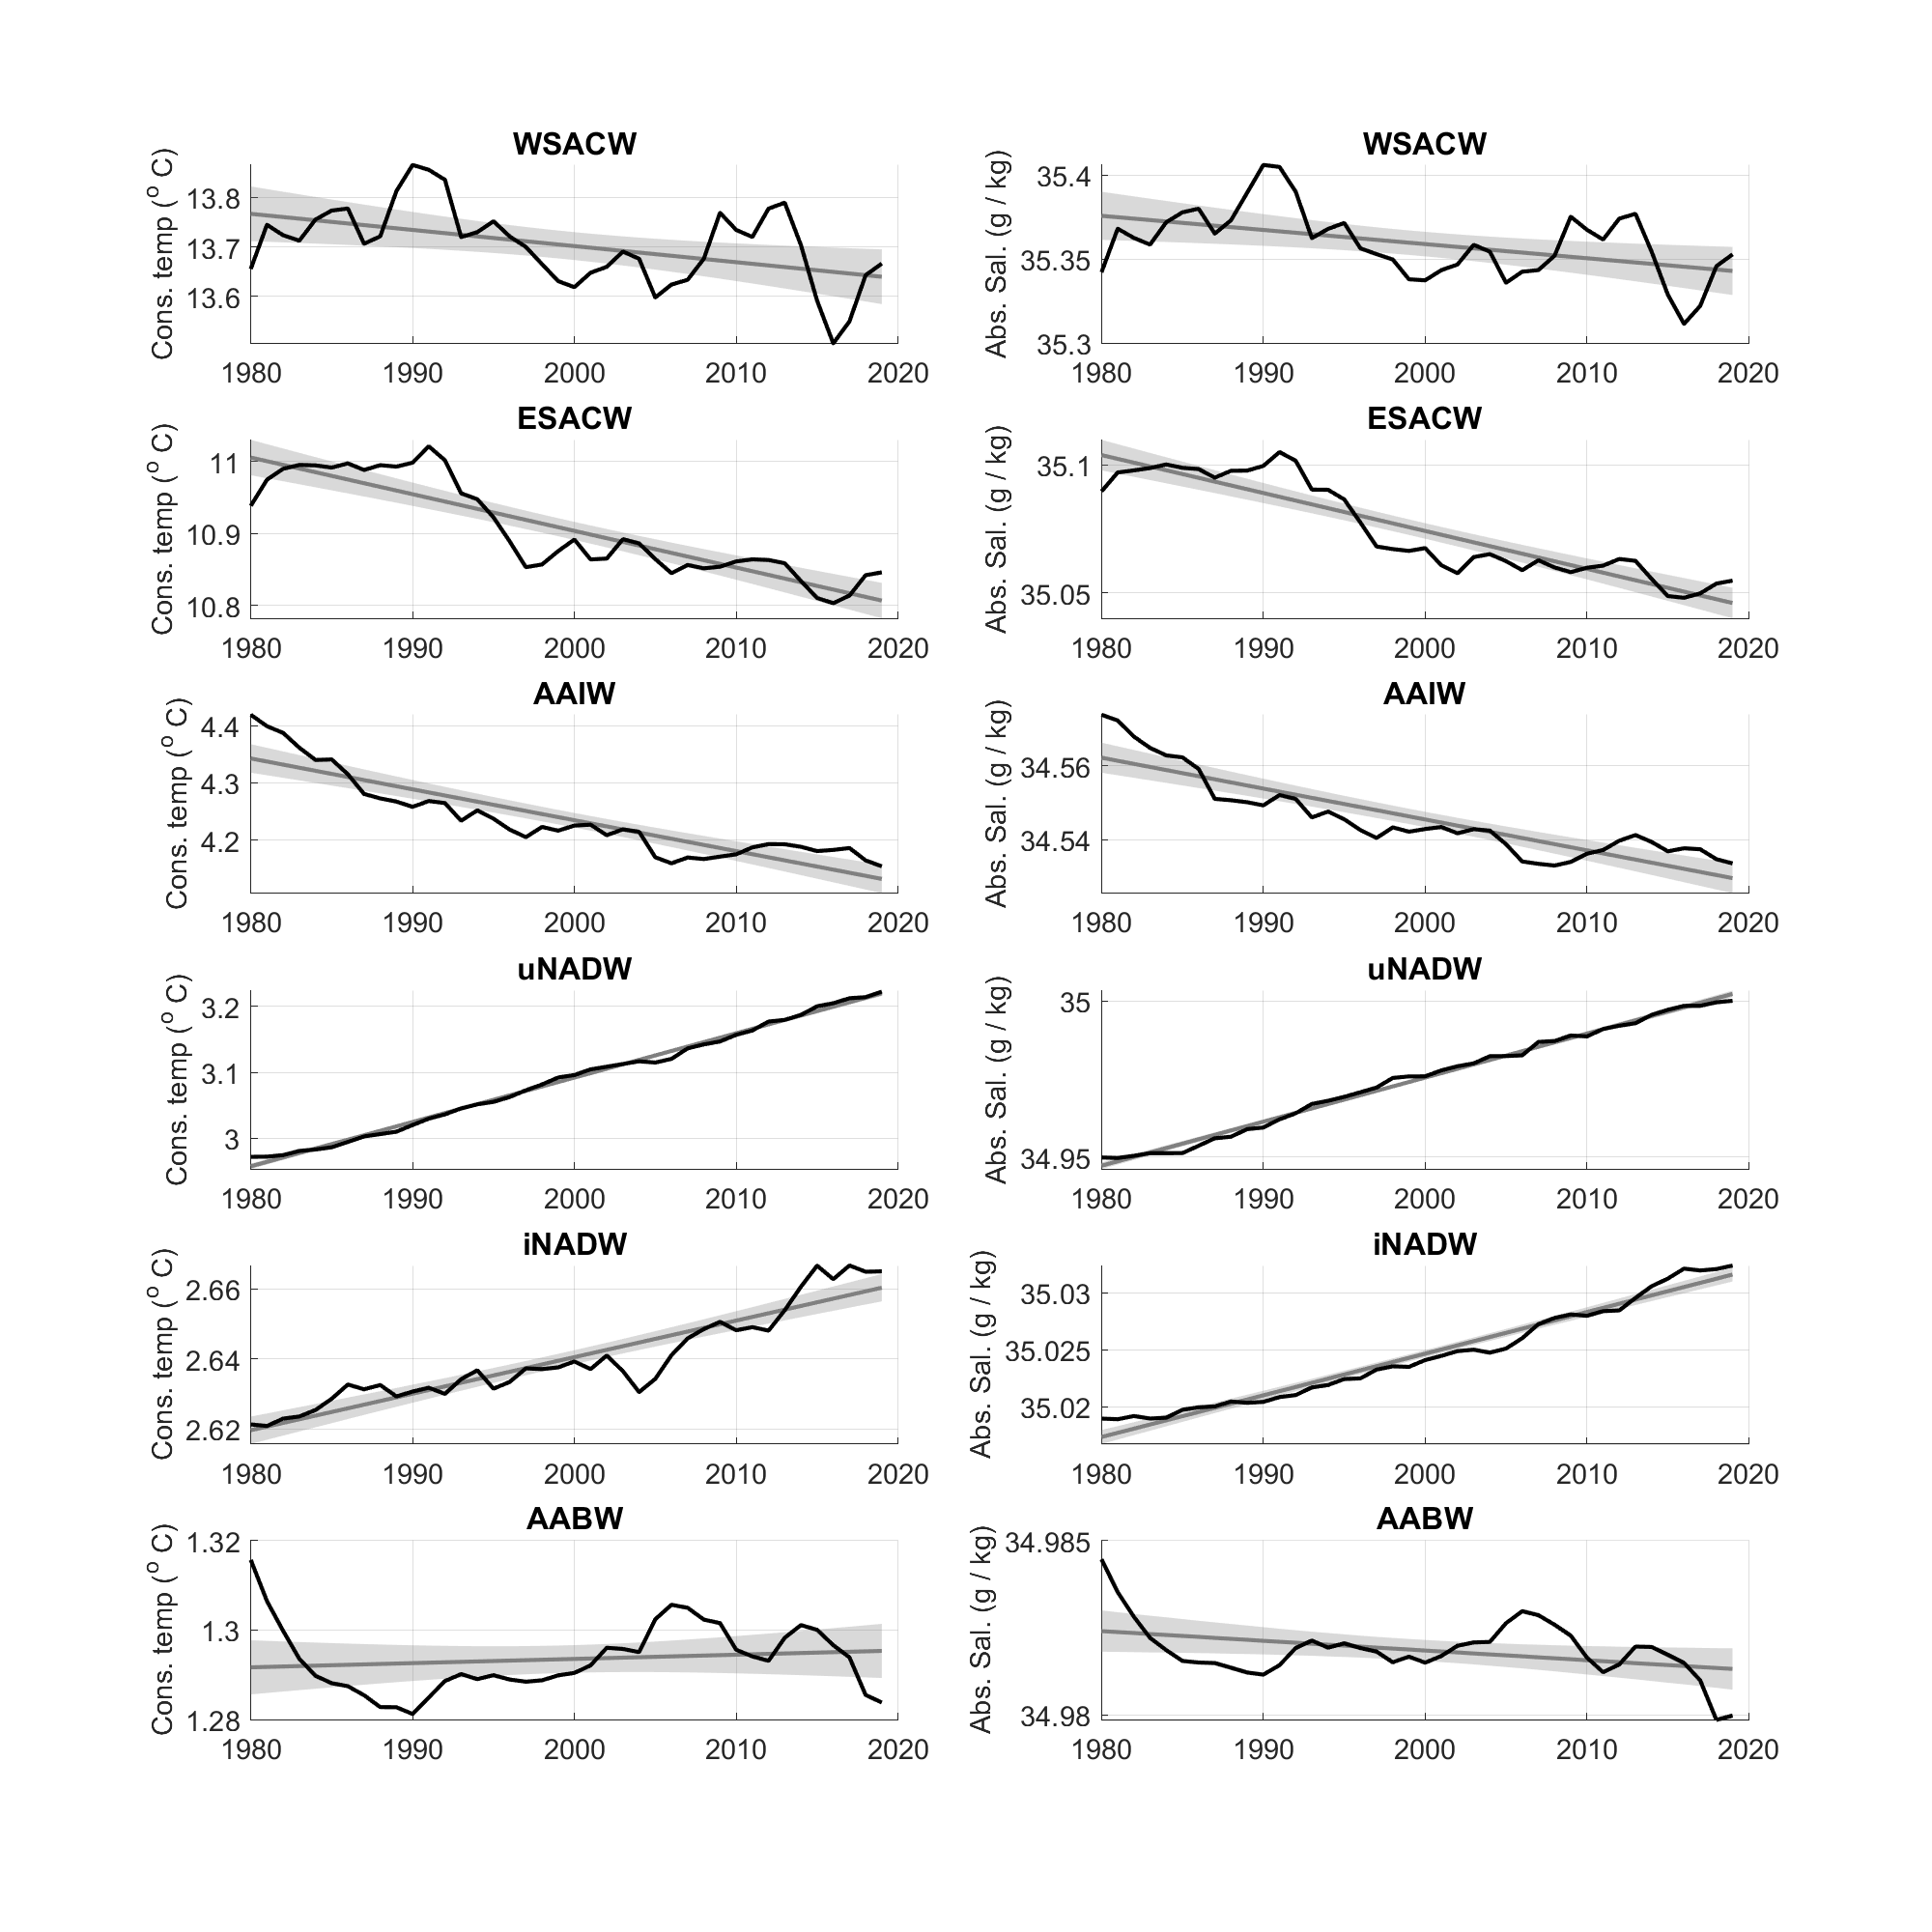 WSACW
Cons. temp (° C)
13.8
13.7
13.6
1980 1990 2000 2010 2020
WSACW
Abs. Sal. (g / kg)
35.4
35.35
35.3
1980 1990 2000 2010 2020
ESACW
Cons. temp (° C)
11
10.9
10.8
1980 1990 2000 2010 2020
ESACW
Abs. Sal. (g / kg)
35.1
35.05
1980 1990 2000 2010 2020
AAIW
Cons. temp (° C)
4.4
4.3
4.2
1980 1990 2000 2010 2020
AAIW
Abs. Sal. (g / kg)
34.56
34.54
1980 1990 2000 2010 2020
uNADW
Cons. temp (° C)
3.2
3.1
3
1980 1990 2000 2010 2020
uNADW
Abs. Sal. (g / kg)
35
34.95
1980 1990 2000 2010 2020
iNADW
Cons. temp (° C)
2.66
2.64
2.62
1980 1990 2000 2010 2020
iNADW
Abs. Sal. (g / kg)
35.03
35.025
35.02
1980 1990 2000 2010 2020
AABW
Cons. temp (° C)
1.32
1.3
1.28
1980 1990 2000 2010 2020
AABW
Abs. Sal. (g / kg)
34.985
34.98
1980 1990 2000 2010 2020